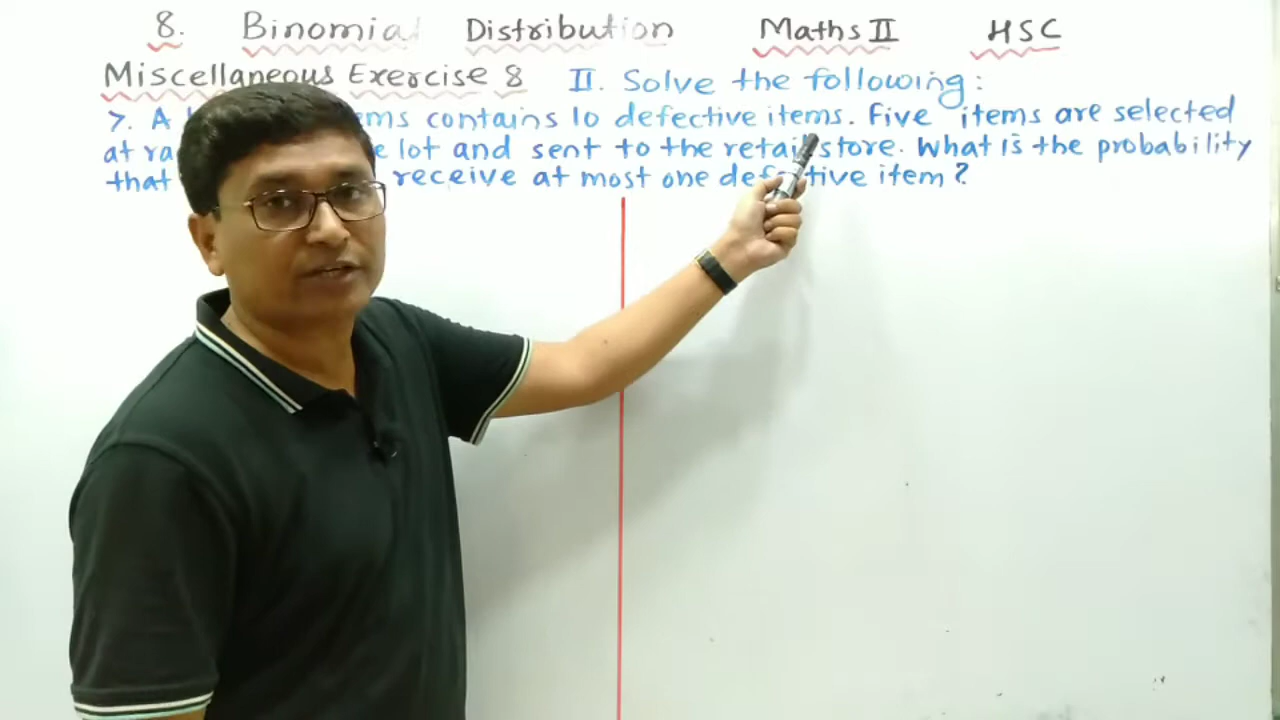 8. Binomial Distribution Maths II HSC
Miscellaneous Exercise 8 II. Solve the following:
7. A contains 10 defective items. Five items are selected
at lot and sent to the retail store. What is the probability
that receive at most one defective item?